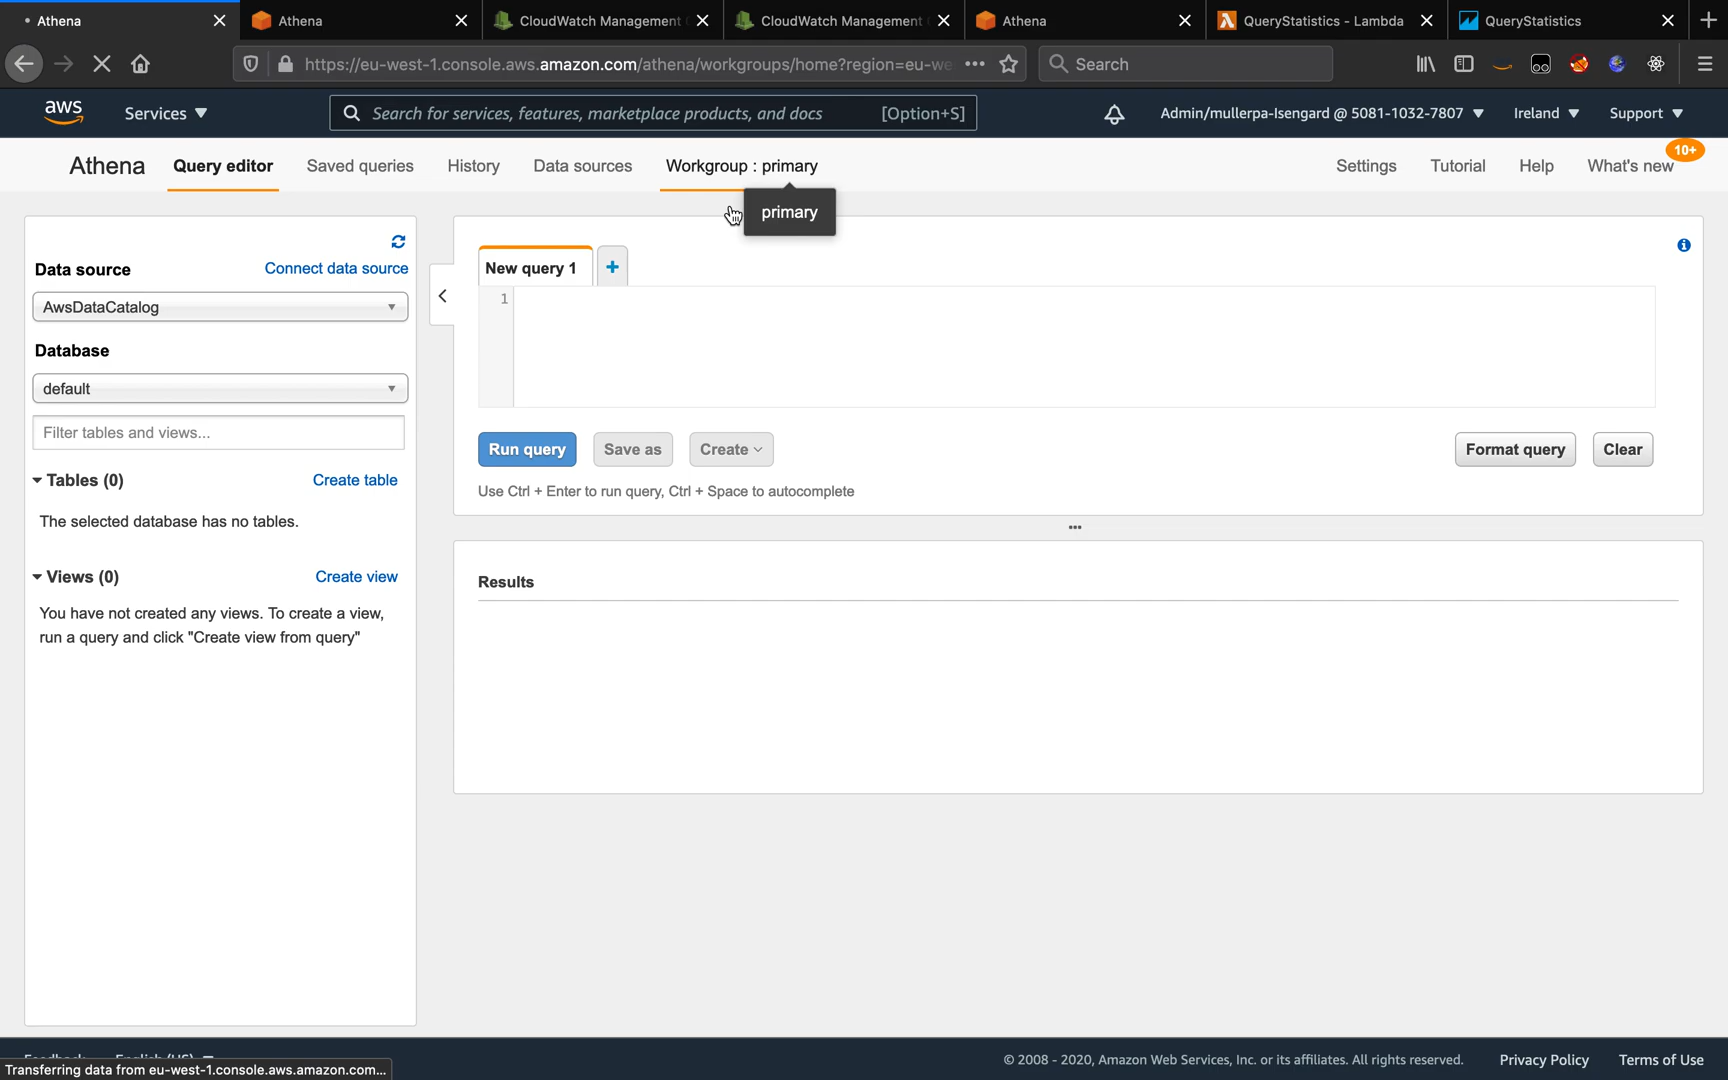 Athena
Athena
CloudWatch Management
CloudWatch Management
Athena
QueryStatistics - Lambda
QueryStatistics
https://eu-west-1.console.aws.amazon.com/athena/workgroups/home?region=eu-we
Search
aws
Services
Search for services, features, marketplace products, and docs
[Option+S]
Admin/mullerpa-Isengard @ 5081-1032-7807
Ireland
Support
Athena
Query editor
Saved queries
History
Data sources
Workgroup : primary
Settings
Tutorial
Help
What's new
10+
primary
Data source
Connect data source
AwsDataCatalog
Database
default
Filter tables and views...
Tables (0)
Create table
The selected database has no tables.
Views (0)
Create view
You have not created any views. To create a view,
run a query and click "Create view from query"
New query 1
+
1
Run query
Save as
Create
Format query
Clear
Use Ctrl + Enter to run query, Ctrl + Space to autocomplete
Results
© 2008 - 2020, Amazon Web Services, Inc. or its affiliates. All rights reserved.
Privacy Policy
Terms of Use
Transferring data from eu-west-1.console.aws.amazon.com...